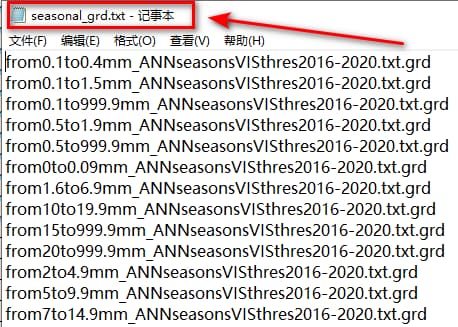 seasonal_grd.txt - 记事本
文件(F) 编辑(E) 格式(O) 查看(V) 帮助(H)
from0.1to0.4mm_ANNseasonsVISthres2016-2020.txt.grd
from0.1to1.5mm_ANNseasonsVISthres2016-2020.txt.grd
from0.1to999.9mm_ANNseasonsVISthres2016-2020.txt.grd
from0.5to1.9mm_ANNseasonsVISthres2016-2020.txt.grd
from0.5to999.9mm_ANNseasonsVISthres2016-2020.txt.grd
from0to0.09mm_ANNseasonsVISthres2016-2020.txt.grd
from1.6to6.9mm_ANNseasonsVISthres2016-2020.txt.grd
from10to19.9mm_ANNseasonsVISthres2016-2020.txt.grd
from15to999.9mm_ANNseasonsVISthres2016-2020.txt.grd
from20to999.9mm_ANNseasonsVISthres2016-2020.txt.grd
from2to4.9mm_ANNseasonsVISthres2016-2020.txt.grd
from5to9.9mm_ANNseasonsVISthres2016-2020.txt.grd
from7to14.9mm_ANNseasonsVISthres2016-2020.txt.grd